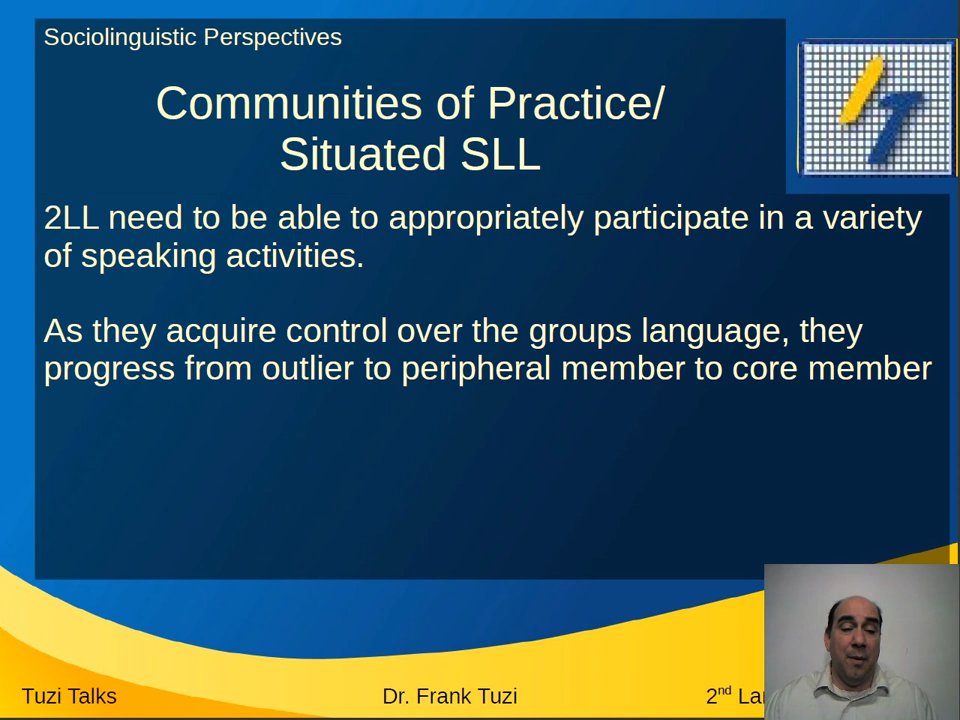 Sociolinguistic Perspectives
Communities of Practice/
Situated SLL
2LL need to be able to appropriately participate in a variety
of speaking activities.
As they acquire control over the groups language, they
progress from outlier to peripheral member to core member
Tuzi Talks
Dr. Frank Tuzi
2nd